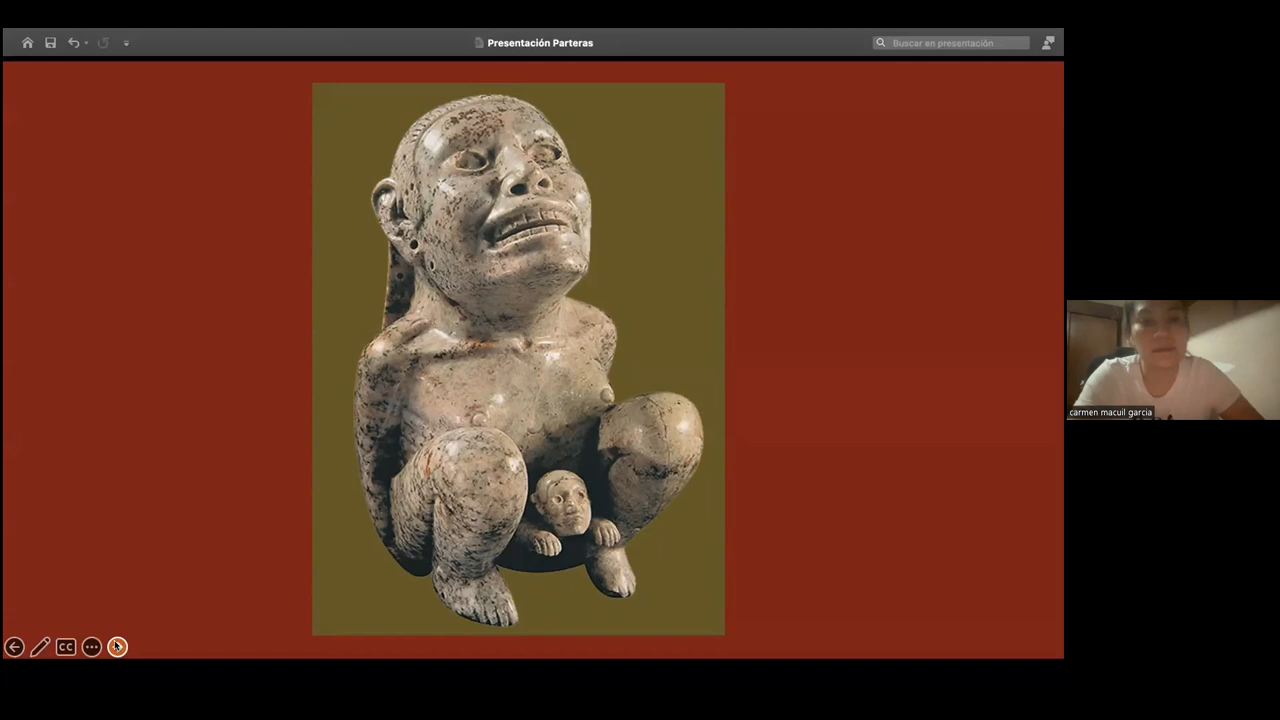 Presentación Parteras
Buscar en presentación
CC
carmen macuil garcia